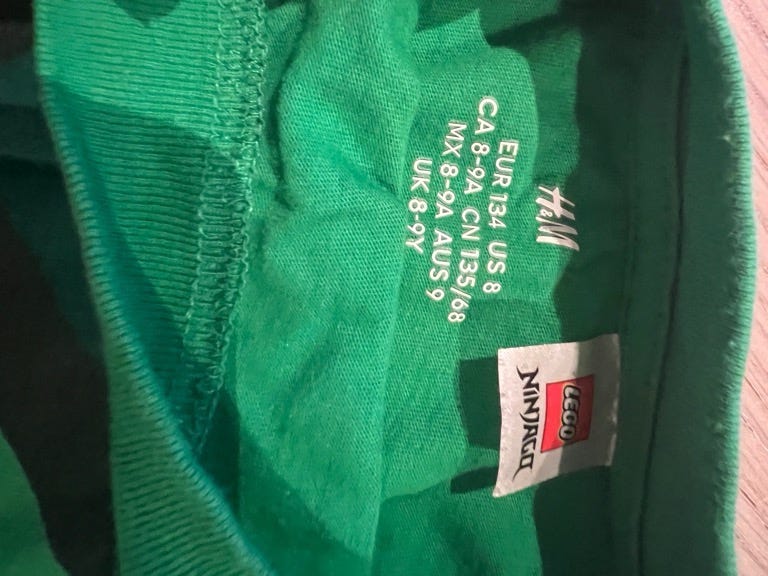 H&M
EUR 134 US 8
CA 8-9A CN 135/68
MX 8-9A AUS 9
UK 8-9Y
LEGO
NINJAGO